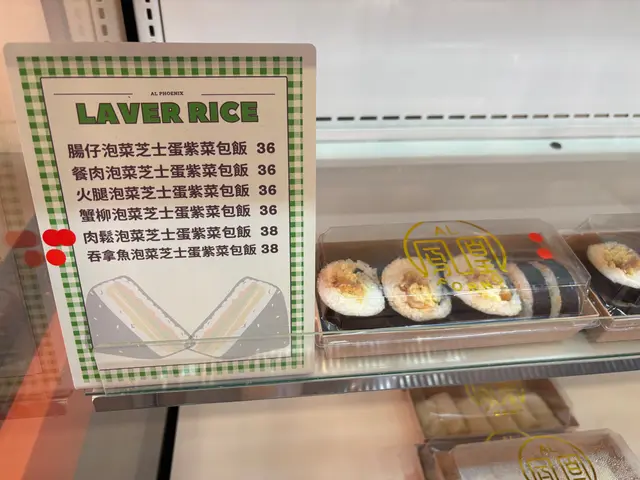 AL PHOENIX
LAVER RICE
腸仔泡菜芝士蛋紫菜包飯 36
餐肉泡菜芝士蛋紫菜包飯 36
火腿泡菜芝士蛋紫菜包飯 36
蟹柳泡菜芝士蛋紫菜包飯 36
肉鬆泡菜芝士蛋紫菜包飯 38
吞拿魚泡菜芝士蛋紫菜包飯 38
AL